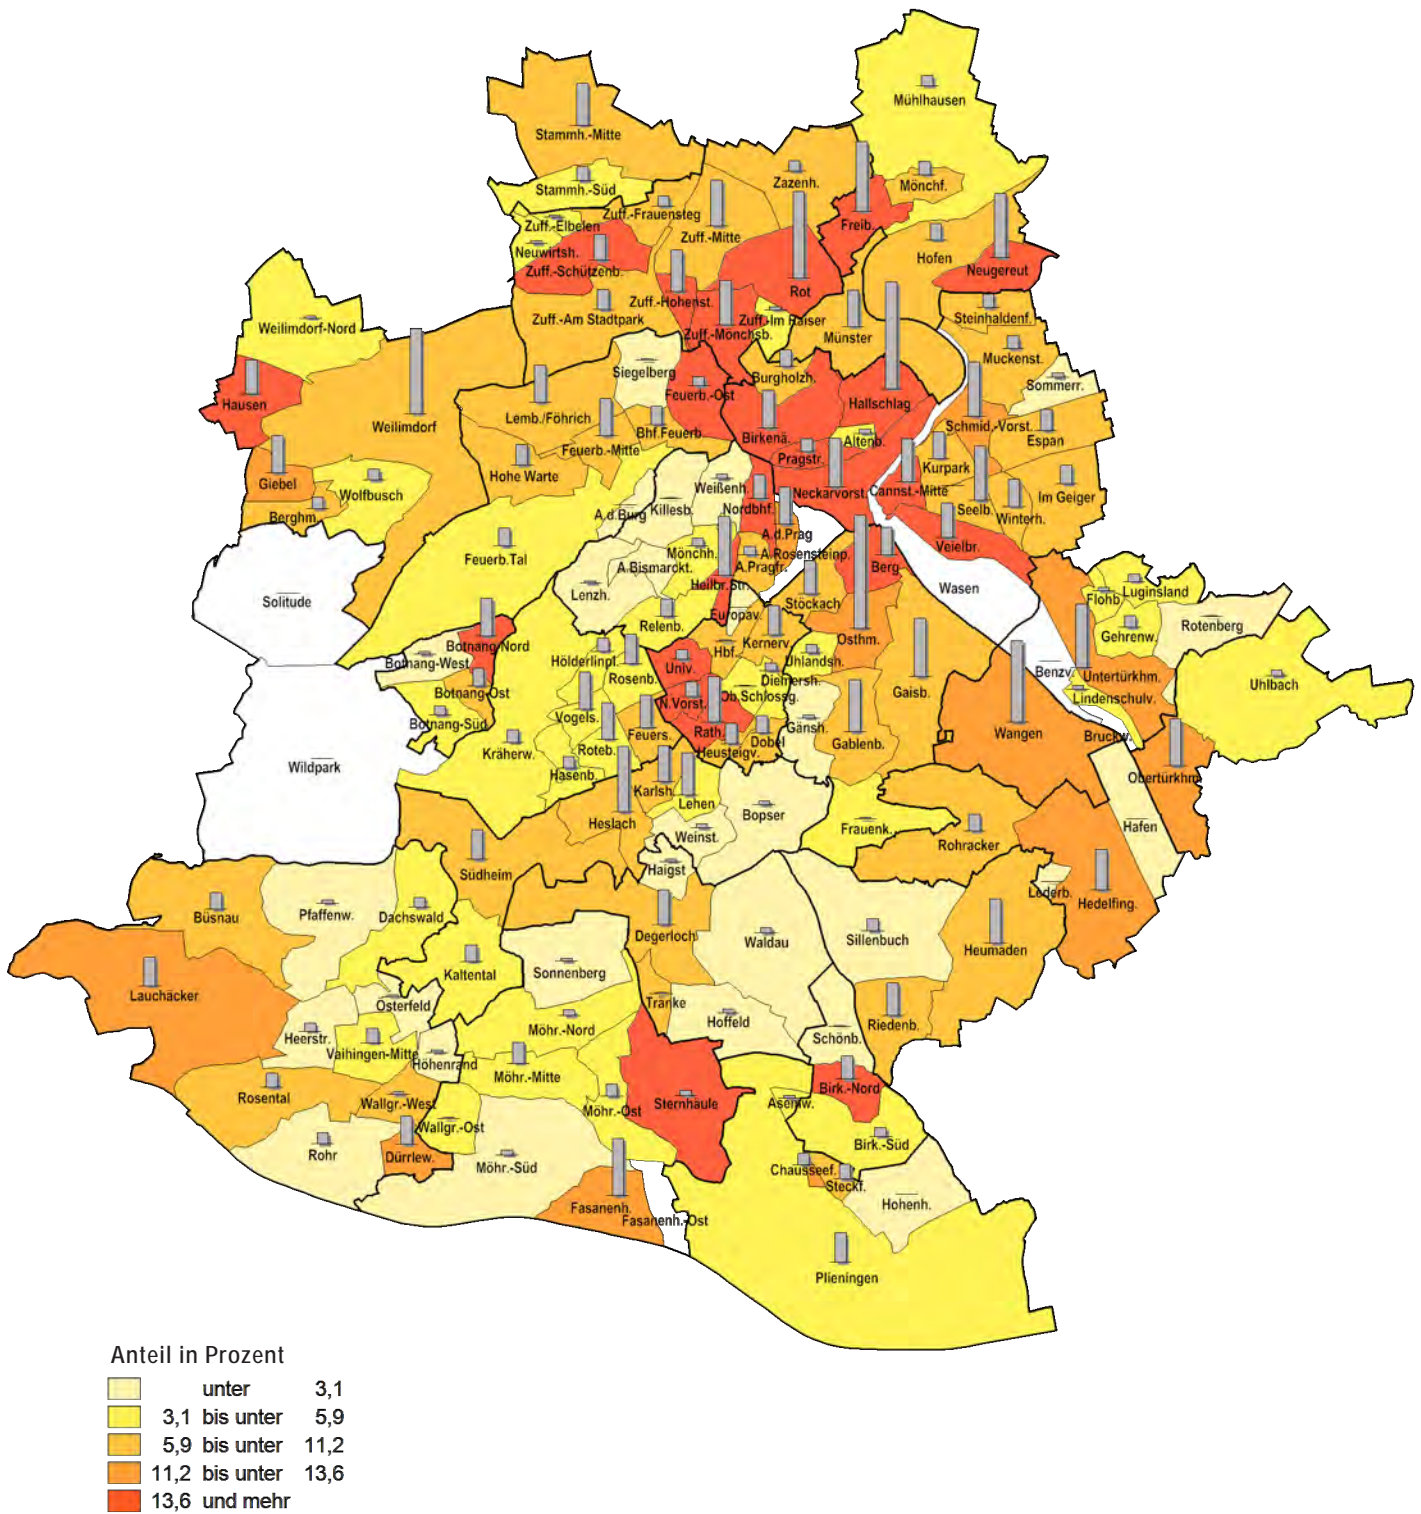 Mühlhausen
Stammh.-Mitte
Zazenh.
Mönchf.
Stammh.-Süd
Zuff.-Frauensteg
Freib.
Zuff.-Elbelen
Zuff.-Mitte
Neuwirtsh.
Hofen
Zuff.-Schützenb.
Neugereut
Rot
Zuff.-Hohenst.
Zuff.-Am Stadtpark
Zuff.-Im Raiser
Steinhaldenf.
Weilimdorf-Nord
Zuff.-Mönchsb.
Münster
Muckenst.
Siegelberg
Burgholzh.
Sommerr.
Feuerb.-Ost
Hausen
Hallschlag
Lemb./Föhrich
Weilimdorf
Schmid.-Vorst.
Bhf.Feuerb.
Birkenä.
Altenb.
Espan
Feuerb.-Mitte
Pragstr.
Kurpark
Hohe Warte
Giebel
Weißenh.
Neckarvorst.
Cannst.-Mitte
Wolfbusch
Im Geiger
Berghm.
A.d.Burg
Killesb.
Nordbhf.
Seelb.
Winterh.
A.d.Prag
Feuerb.Tal
Mönchh.
A.Rosensteinp.
Veielbr.
A.Bismarckt.
A.Pragfr.
Berg
Heilbr.Str.
Wasen
Lenzh.
Luginsland
Solitude
Stöckach
Flohb.
Relenb.
Europav.
Rotenberg
Gehrenw.
Botnang-Nord
Kernerv.
Osthm.
Hbf.
Botnang-West
Hölderlinpl.
Univ.
Uhlandsh.
Benzv.
Untertürkhm.
Rosenb.
Diemersh.
Uhlbach
Botnang-Ost
Gaisb.
Ob.Schlossg.
Lindenschulv.
N.Vorst.
Vogels.
Botnang-Süd
Gänsh.
Rath.
Feuers.
Wangen
Bruckw.
Dobel
Gablenb.
Kräherw.
Roteb.
Heusteigv.
Wildpark
Hasenb.
Obertürkhm.
Karlsh.
Lehen
Heslach
Bopser
Hafen
Frauenk.
Weinst.
Rohracker
Haigst
Südheim
Lederb.
Hedelfing.
Büsnau
Pfaffenw.
Dachswald
Degerloch
Waldau
Sillenbuch
Heumaden
Kaltental
Sonnenberg
Lauchäcker
Osterfeld
Tränke
Hoffeld
Riedenb.
Möhr.-Nord
Heerstr.
Schönb.
Vaihingen-Mitte
Höhenrand
Möhr.-Mitte
Birk.-Nord
Rosental
Wallgr.-West
Sternhäule
Asemw.
Möhr.-Ost
Wallgr.-Ost
Birk.-Süd
Rohr
Dürrlew.
Möhr.-Süd
Chausseef.
Steckf.
Hohenh.
Fasanenh.
Fasanenh.-Ost
Plieningen
Anteil in Prozent
unter 3,1
3,1 bis unter 5,9
5,9 bis unter 11,2
11,2 bis unter 13,6
13,6 und mehr